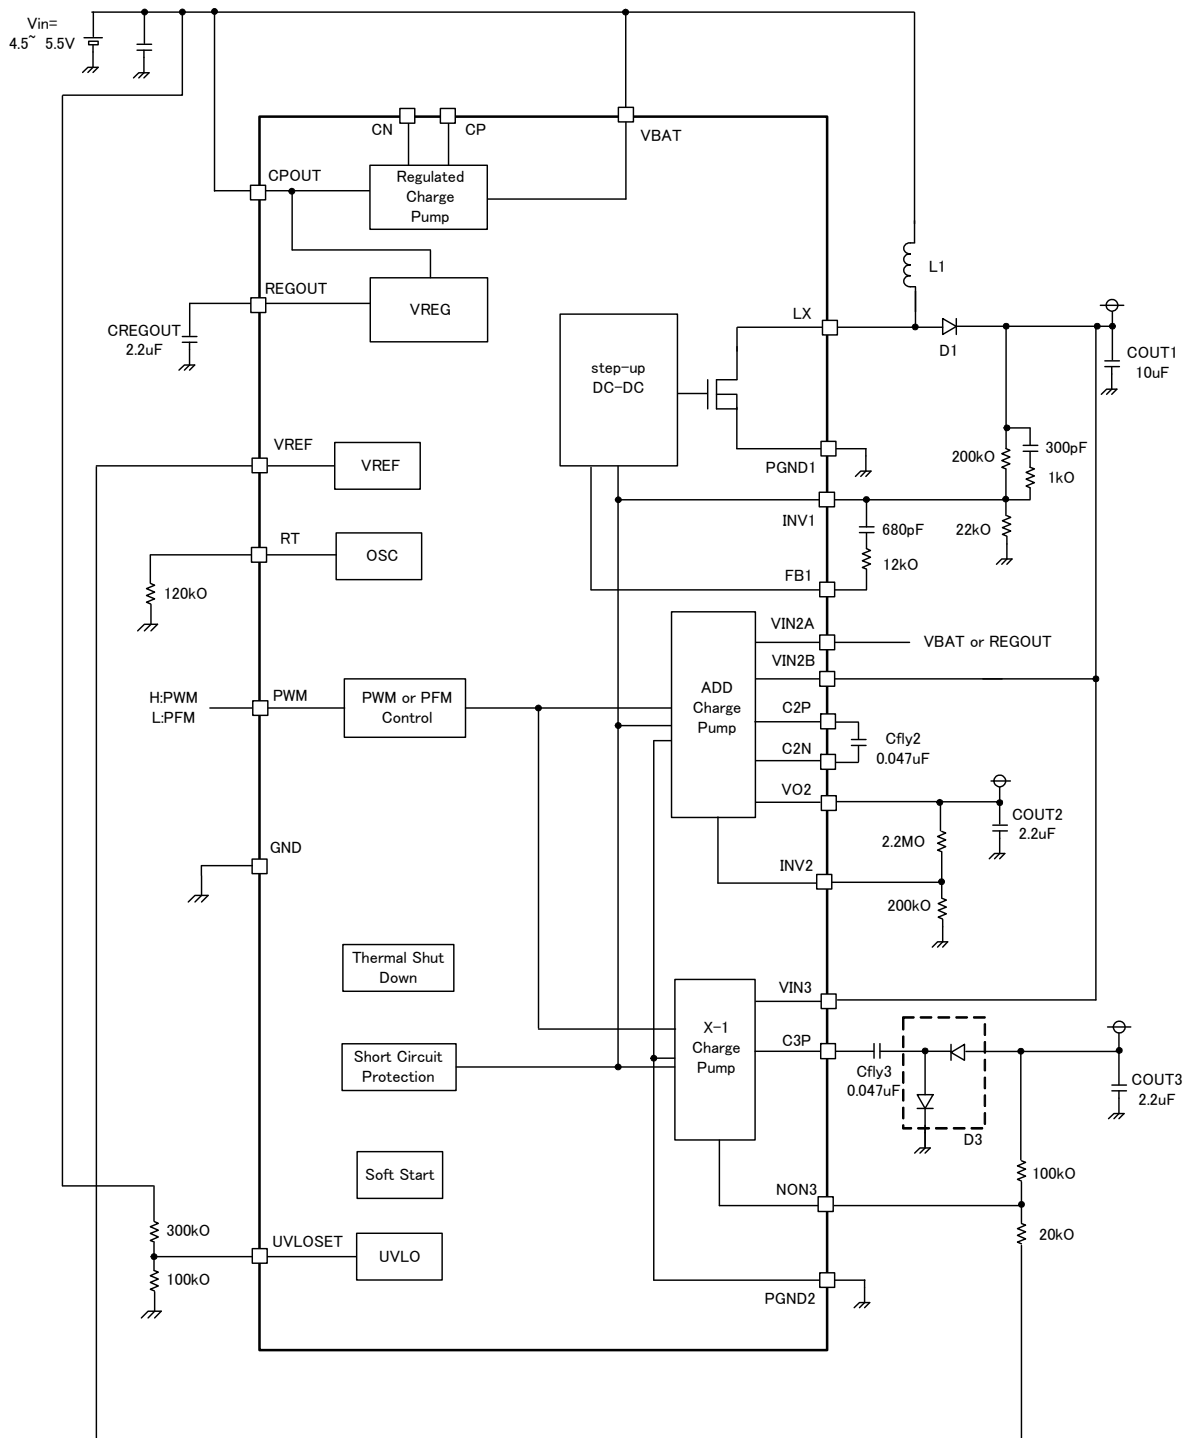 Vin=
4.5~ 5.5V
CN
CP
VBAT
CPOUT
Regulated
Charge
Pump
L1
REGOUT
VREG
CREGOUT
2.2uF
LX
D1
COUT1
10uF
step-up
DC-DC
VREF
VREF
PGND1
200kO
300pF
1kO
INV1
22kO
680pF
12kO
FB1
RT
OSC
120kO
VIN2A
VBAT or REGOUT
VIN2B
ADD
Charge
Pump
H:PWM
L:PFM
PWM
PWM or PFM
Control
C2P
C2N
Cfly2
0.047uF
VO2
COUT2
2.2uF
2.2MO
INV2
200kO
GND
Thermal Shut
Down
VIN3
X-1
Charge
Pump
C3P
Cfly3
0.047uF
D3
COUT3
2.2uF
Short Circuit
Protection
Soft Start
NON3
100kO
20kO
300kO
UVLOSET
UVLO
100kO
PGND2